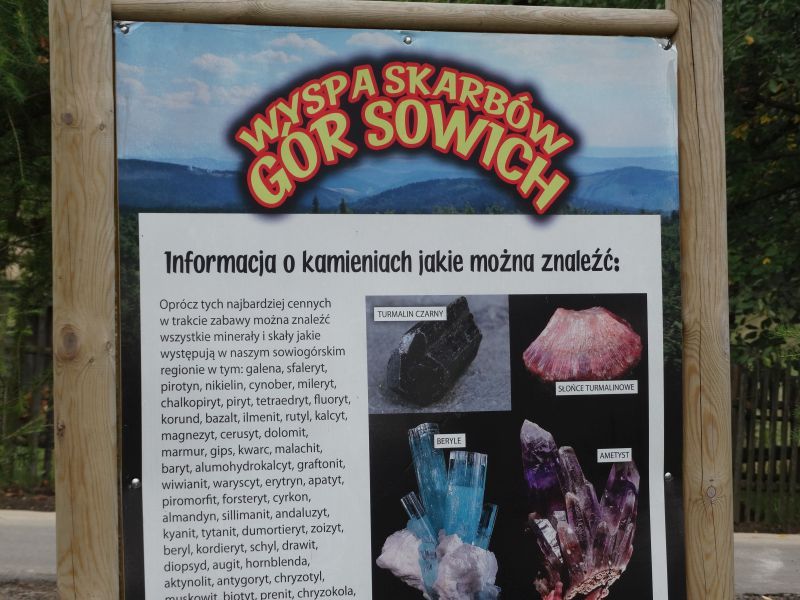 WYSPA SKARBÓW
GÓR SOWICH
Informacja o kamieniach jakie można znaleźć:
Oprócz tych najbardziej cennych
w trakcie zabawy można znaleźć
wszystkie minerały i skały jakie
występują w naszym sowiogórskim
regionie w tym: galena, sfaleryt,
pirotyn, nikielin, cynober, mileryt,
chalkopiryt, piryt, tetraedryt, fluoryt,
korund, bazalt, ilmenit, rutyl, kalcyt,
magnezyt, cerusyt, dolomit,
marmur, gips, kwarc, malachit,
baryt, alumohydrokalcyt, graftonit,
wiwianit, waryscyt, erytryn, apatyt,
piromorfit, forsteryt, cyrkon,
almandyn, sillimanit, andaluzyt,
kyanit, tytanit, dumortieryt, zoizyt,
beryl, kordieryt, schyl, drawit,
diopsyd, augit, hornblenda,
aktynolit, antygoryt, chryzotyl,
muskowit, biotyt, prenit, chryzokola,
TURMALIN CZARNY
SŁOŃCE TURMALINOWE
BERYLE
AMETYST